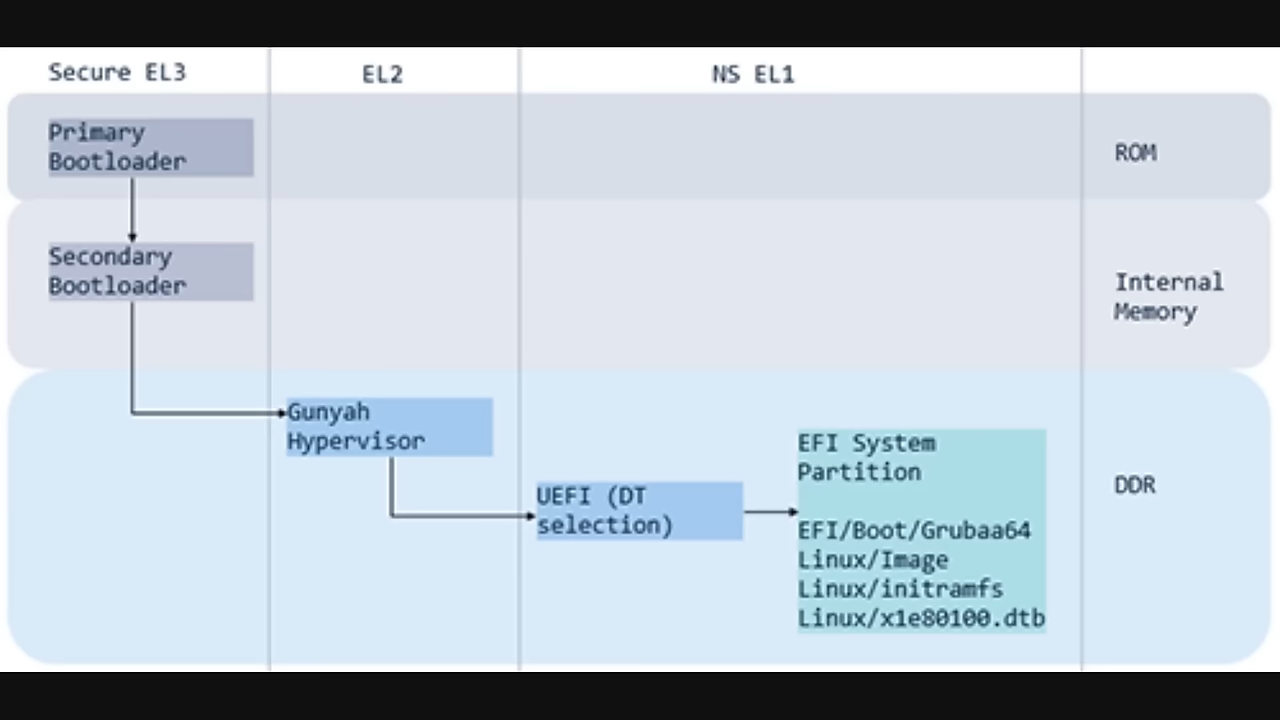 Secure EL3
EL2
NS EL1
Primary
Bootloader
ROM
Secondary
Bootloader
Internal
Memory
Gunyah
Hypervisor
UEFI (DT
selection)
EFI System
Partition
EFI/Boot/Grubaa64
Linux/Image
Linux/initramfs
Linux/x1e80100.dtb
DDR